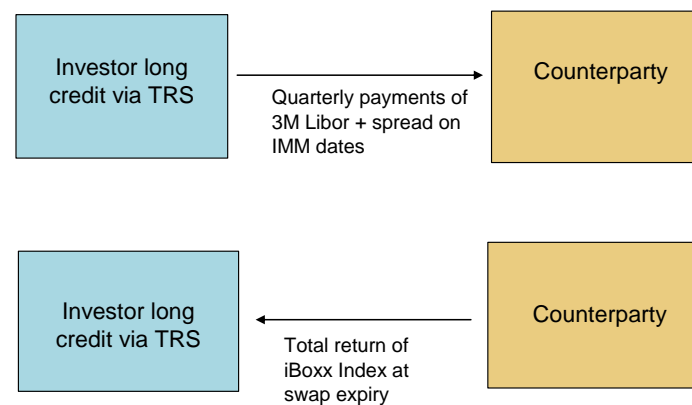 Investor long
credit via TRS
Counterparty
Quarterly payments of
3M Libor + spread on
IMM dates
Investor long
credit via TRS
Counterparty
Total return of
iBoxx Index at
swap expiry